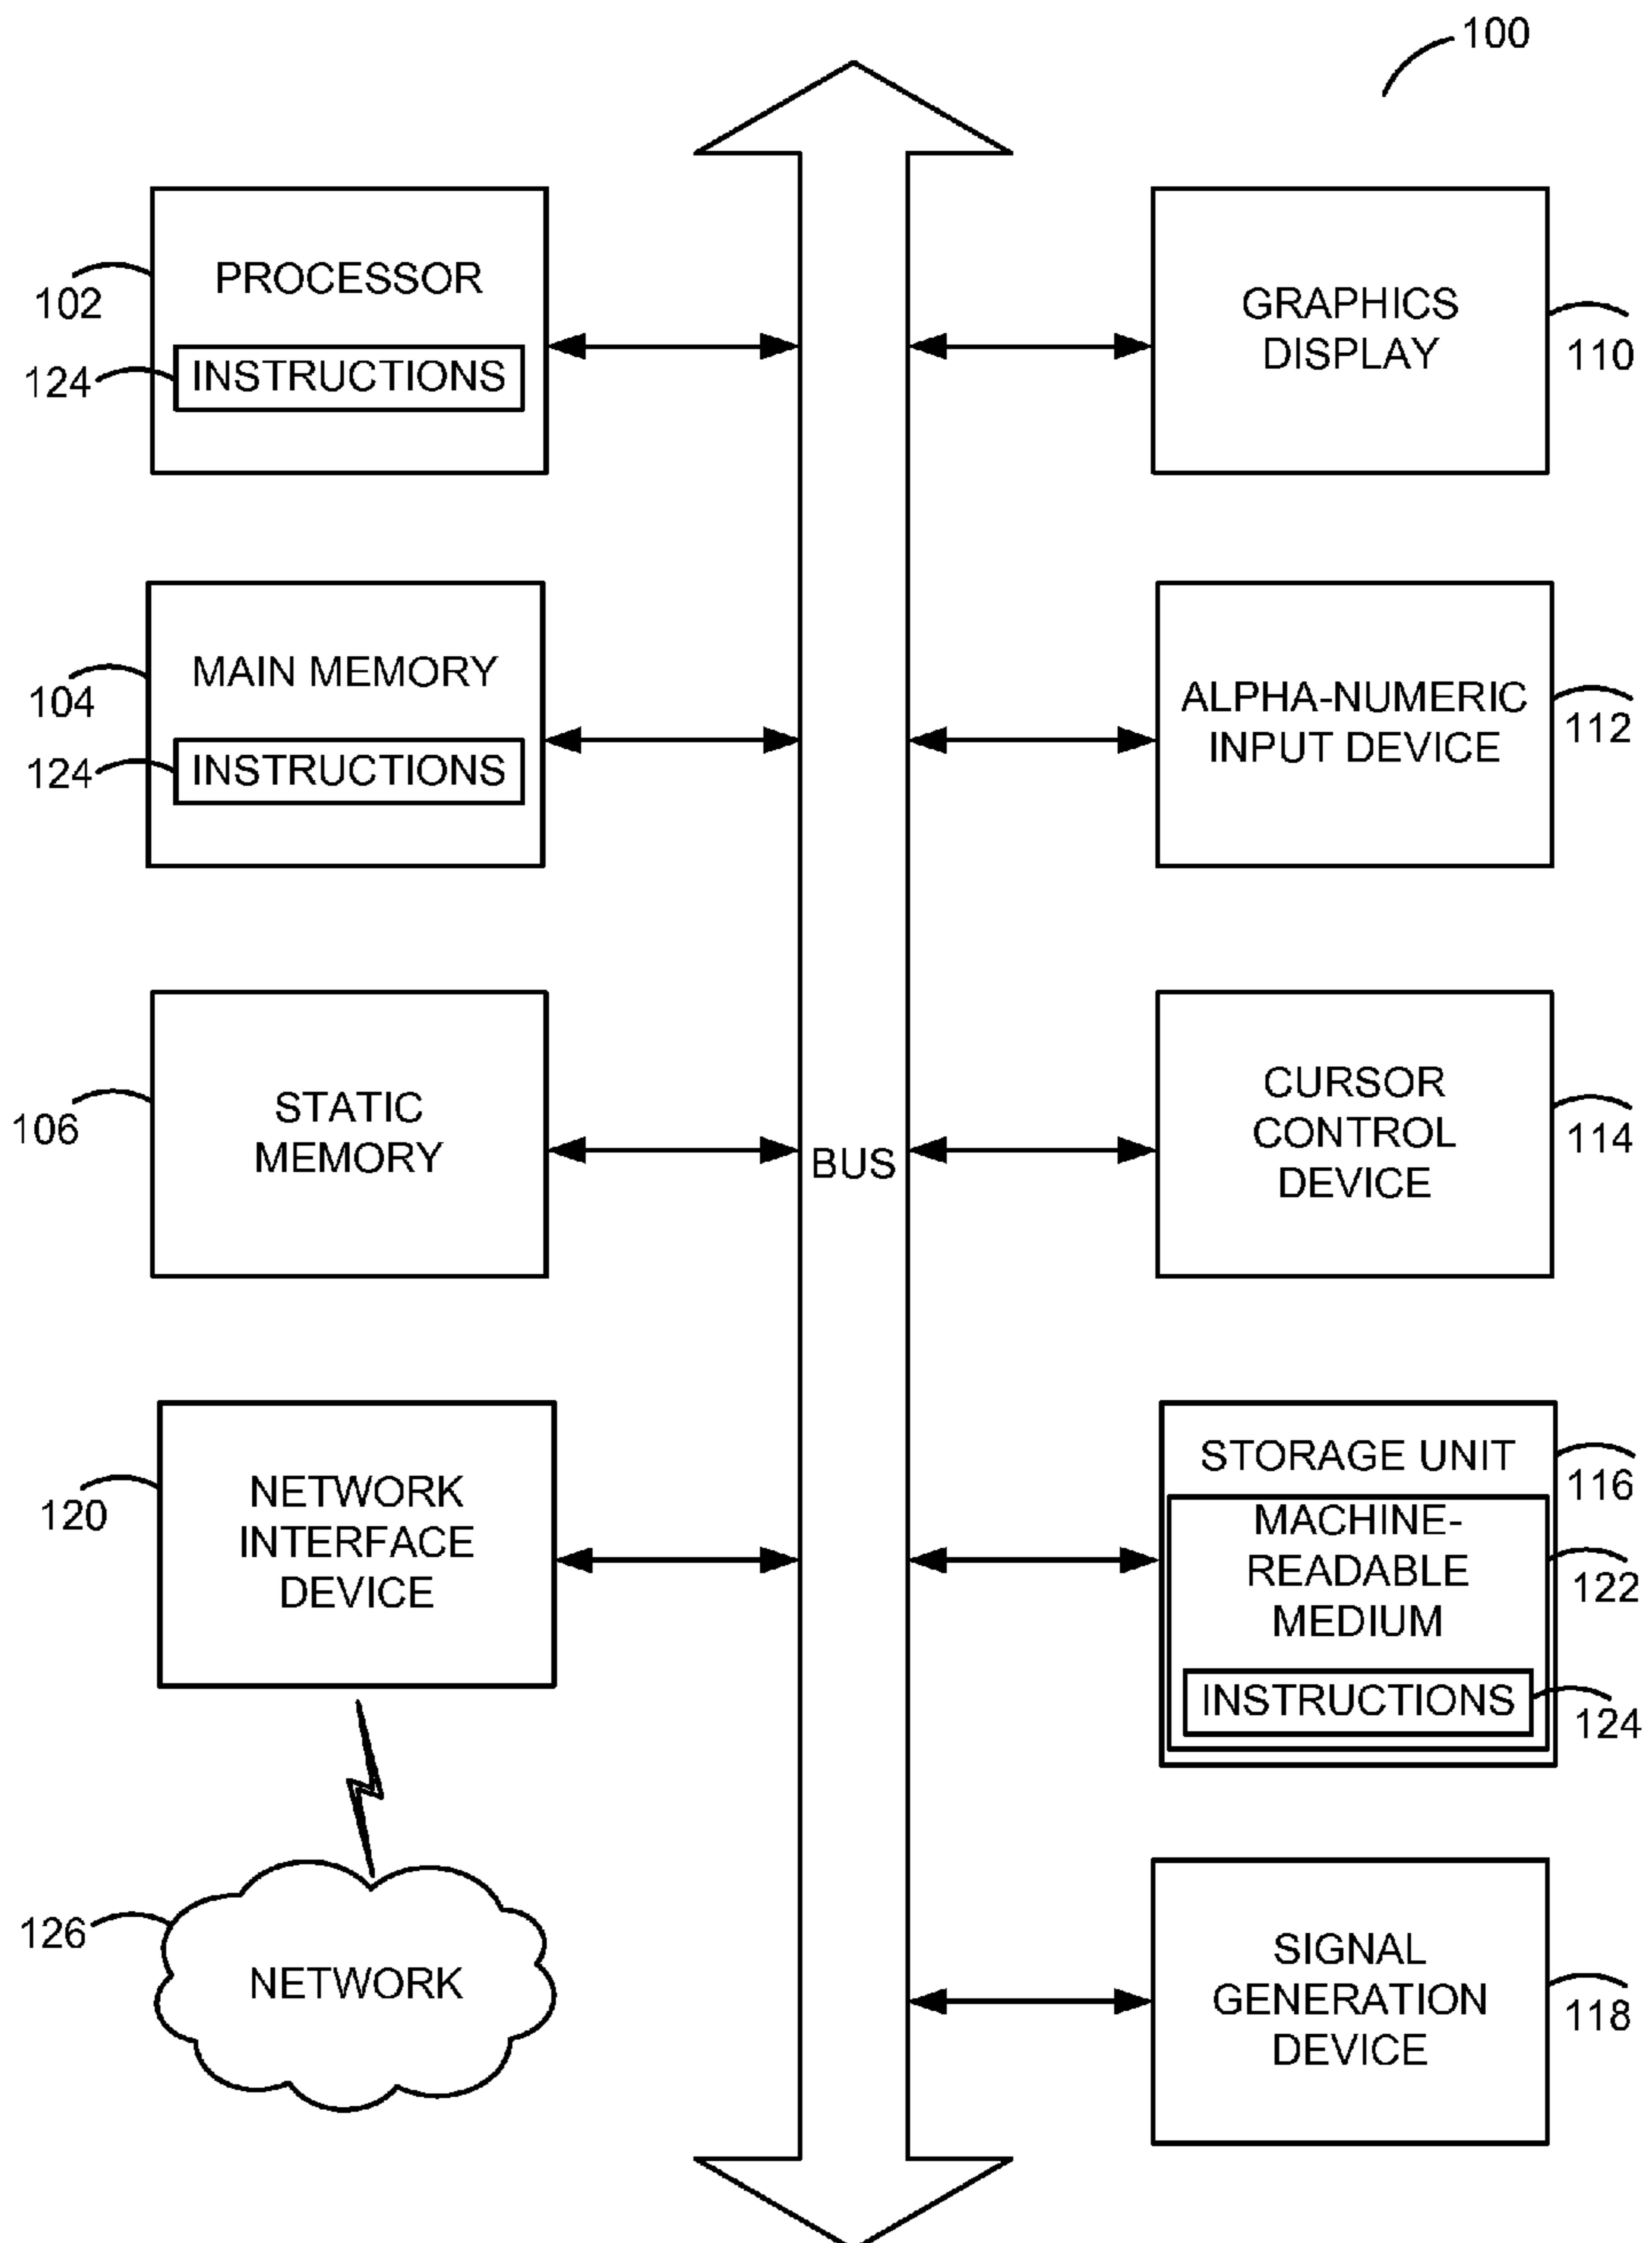 100
PROCESSOR
102
INSTRUCTIONS
124
GRAPHICS
DISPLAY
110
MAIN MEMORY
104
INSTRUCTIONS
124
ALPHA-NUMERIC
INPUT DEVICE
112
STATIC
MEMORY
106
BUS
CURSOR
CONTROL
DEVICE
114
NETWORK
INTERFACE
DEVICE
120
STORAGE UNIT
116
MACHINE-
READABLE
MEDIUM
122
INSTRUCTIONS
124
NETWORK
126
SIGNAL
GENERATION
DEVICE
118